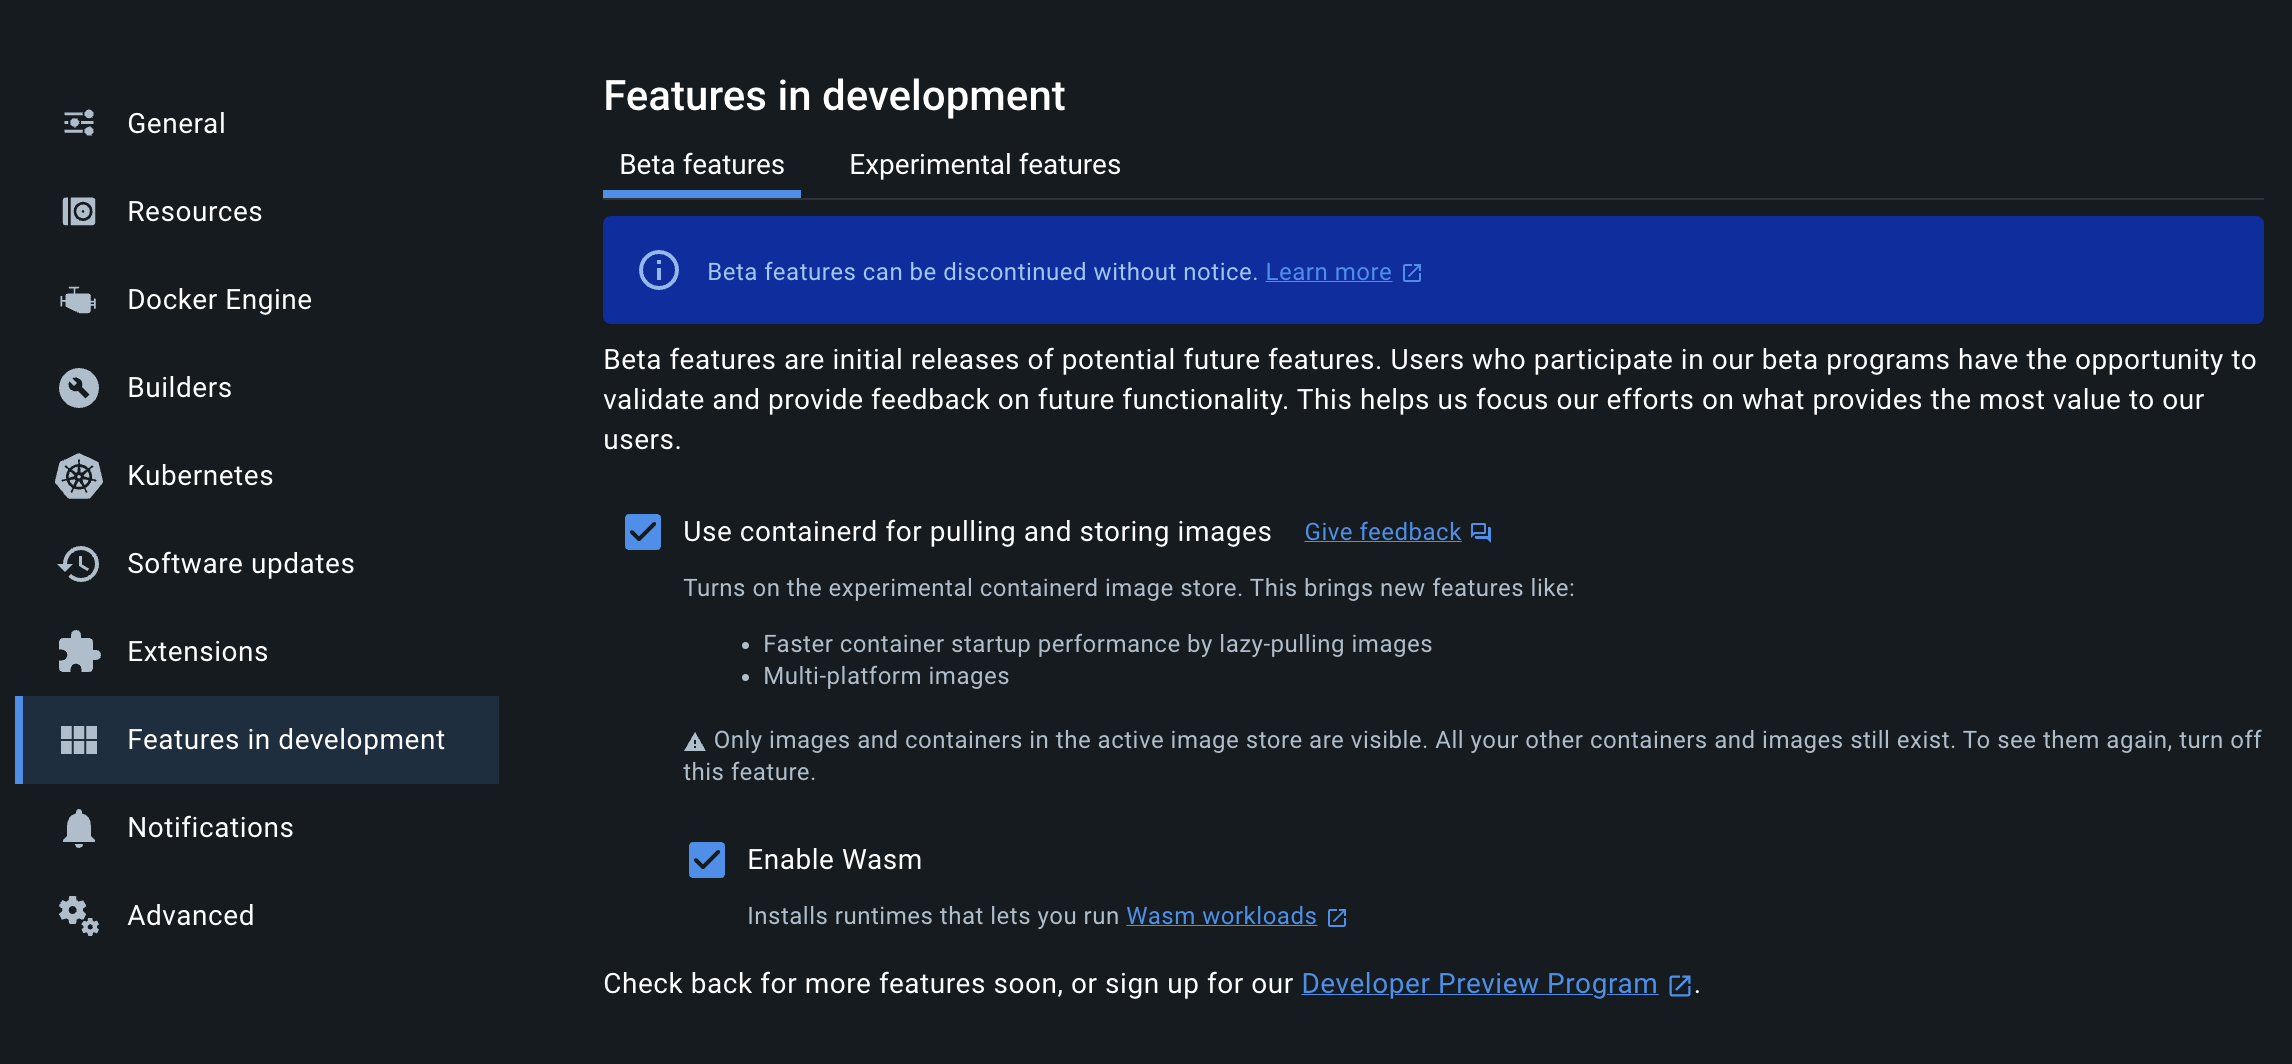 General
Resources
Docker Engine
Builders
Kubernetes
Software updates
Extensions
Features in development
Notifications
Advanced
Features in development
Beta features
Experimental features
Beta features can be discontinued without notice. Learn more
Beta features are initial releases of potential future features. Users who participate in our beta programs have the opportunity to
validate and provide feedback on future functionality. This helps us focus our efforts on what provides the most value to our
users.
Use containerd for pulling and storing images Give feedback
Turns on the experimental containerd image store. This brings new features like:
• Faster container startup performance by lazy-pulling images
• Multi-platform images
Only images and containers in the active image store are visible. All your other containers and images still exist. To see them again, turn off
this feature.
Enable Wasm
Installs runtimes that lets you run Wasm workloads
Check back for more features soon, or sign up for our Developer Preview Program .